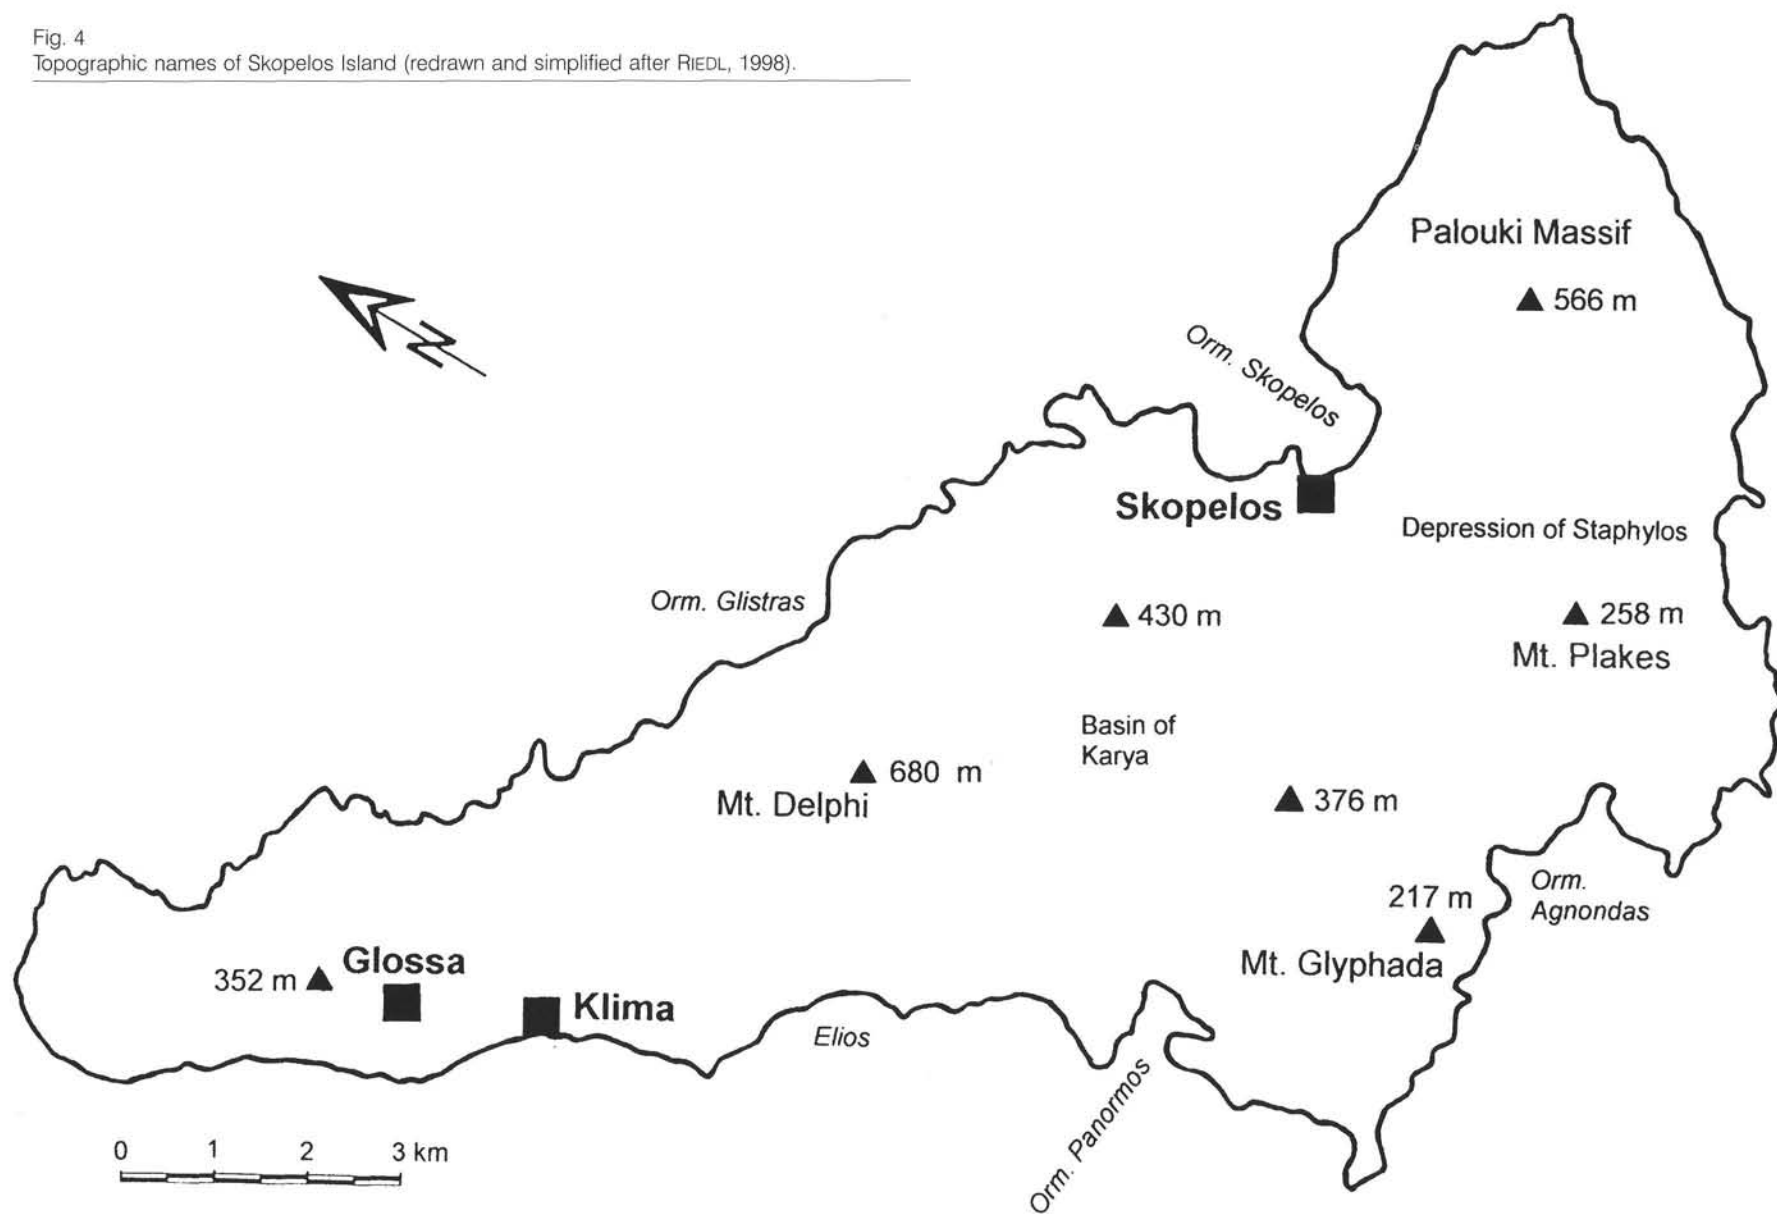 Fig. 4
Topographic names of Skopelos Island (redrawn and simplified after RIEDL, 1998).
Palouki Massif
566 m
N
Orm. Skopelos
Skopelos
Depression of Staphylos
Orm. Glistras
430 m
258 m
Mt. Plakes
Basin of
Karya
680 m
Mt. Delphi
376 m
217 m
Orm.
Agnondas
Mt. Glyphada
352 m
Glossa
Klima
Elios
Orm. Panormos
0 1 2 3 km